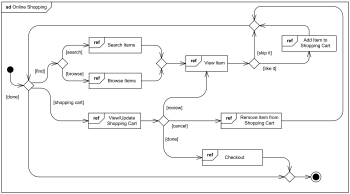 sd Online Shopping
ref
Search Items
ref
Add Item to
Shopping Cart
[search]
[skip it]
[find]
ref
View Item
[like it]
[browse]
ref
Browse Items
[done]
[shopping cart]
[review]
ref
View/Update
Shopping Cart
ref
Remove Item from
Shopping Cart
[cancel]
[done]
ref
Checkout